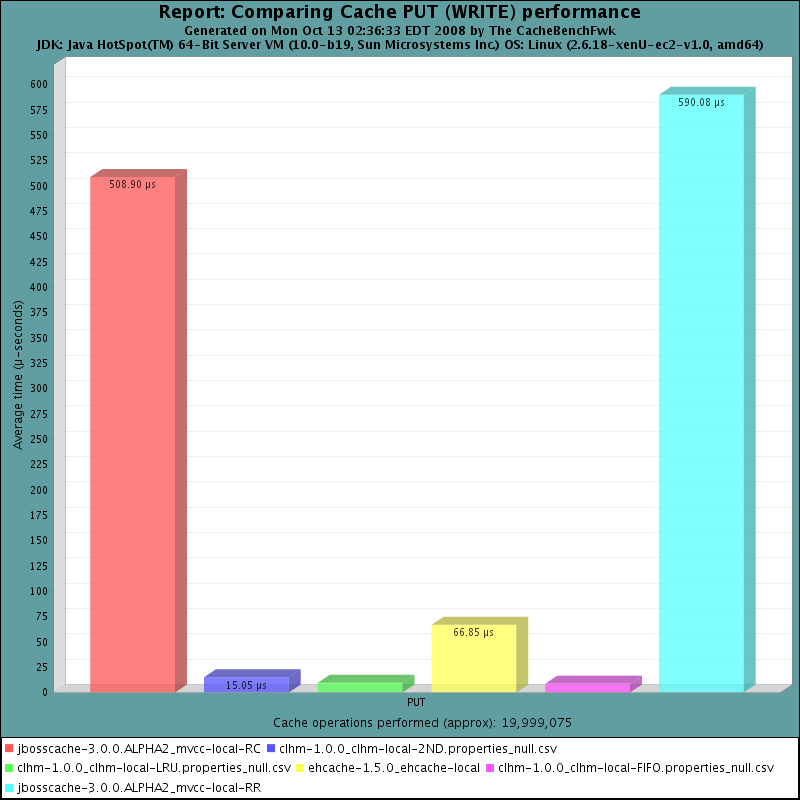 Report: Comparing Cache PUT (WRITE) performance
Generated on Mon Oct 13 02:36:33 EDT 2008 by The CacheBenchFwk
JDK: Java HotSpot(TM) 64-Bit Server VM (10.0-b19, Sun Microsystems Inc.) OS: Linux (2.6.18-xenU-ec2-v1.0, amd64)
Average time (µ-seconds)
600
575
550
525
500
475
450
425
400
375
350
325
300
275
250
225
200
175
150
125
100
75
50
25
0
508.90 µs
15.05 µs
66.85 µs
590.08 µs
PUT
Cache operations performed (approx): 19,999,075
jbosscache-3.0.0.ALPHA2_mvcc-local-RC clhm-1.0.0_clhm-local-2ND.properties_null.csv
clhm-1.0.0_clhm-local-LRU.properties_null.csv ehcache-1.5.0_ehcache-local clhm-1.0.0_clhm-local-FIFO.properties_null.csv
jbosscache-3.0.0.ALPHA2_mvcc-local-RR